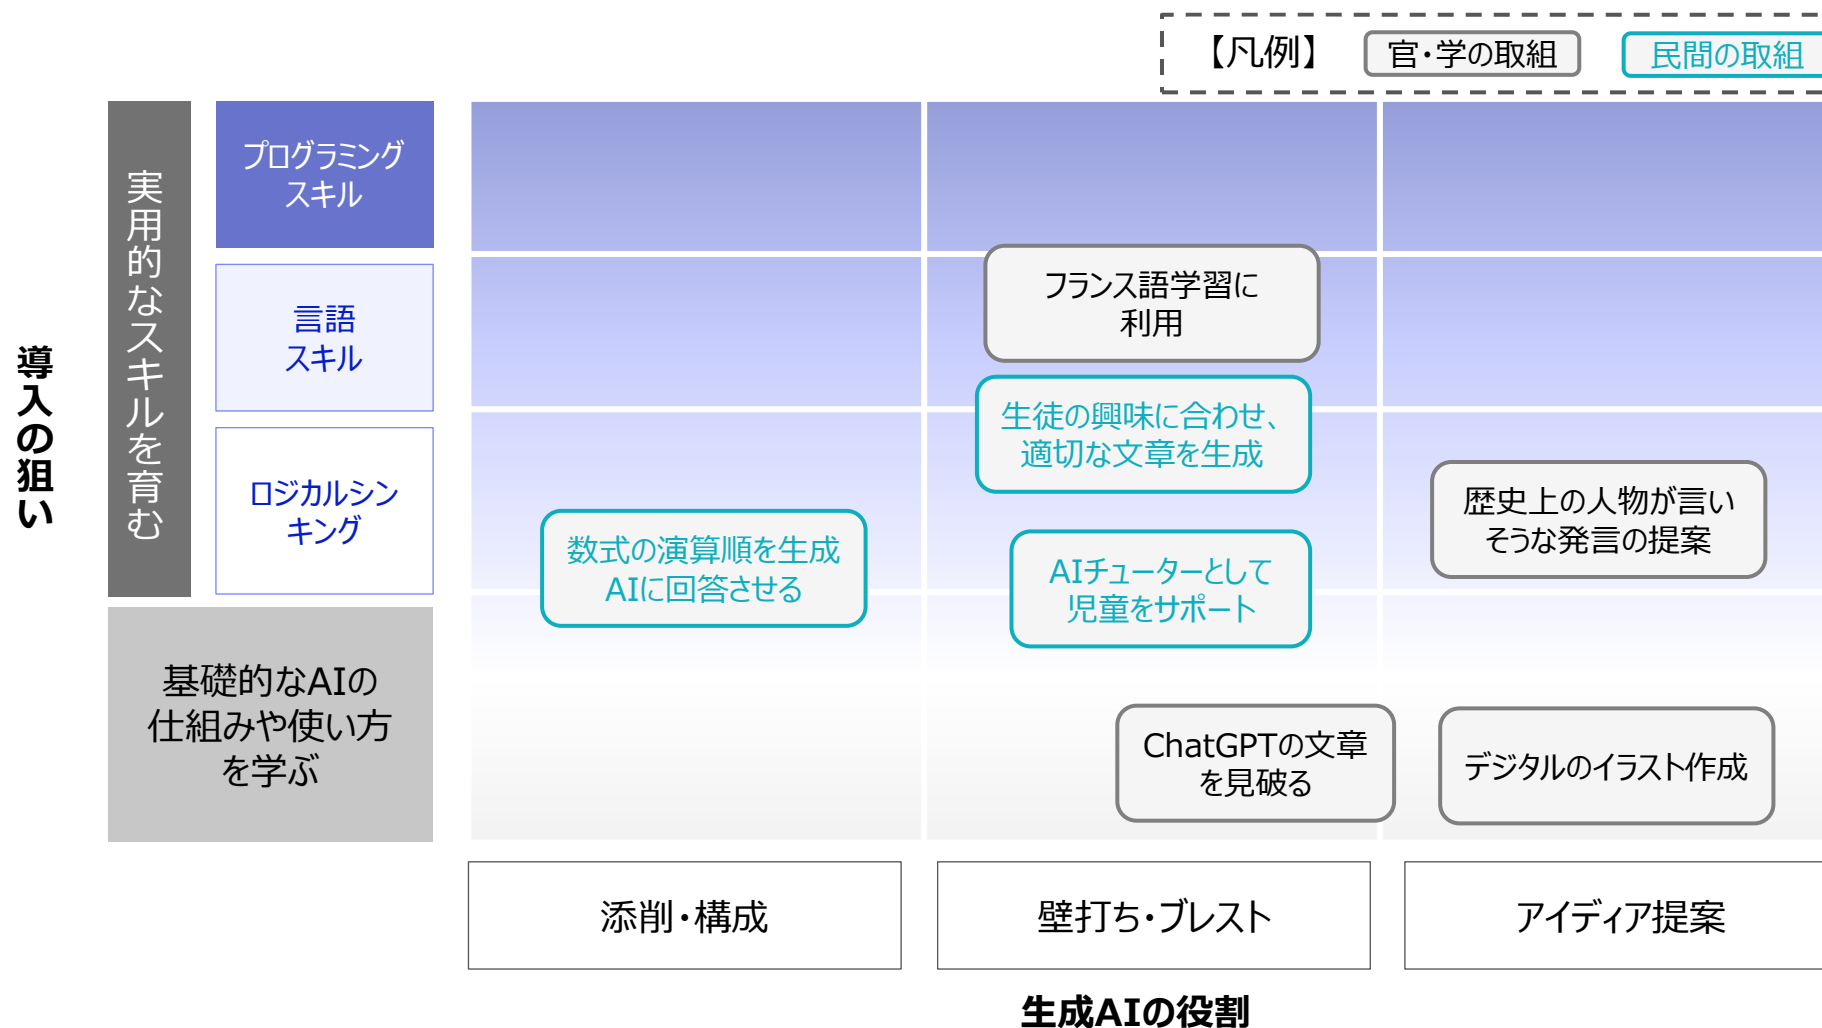 【凡例】
官・学の取組
民間の取組
導入の狙い
実用的なスキルを育む
プログラミング
スキル
言語
スキル
ロジカルシン
キング
基礎的なAIの
仕組みや使い方
を学ぶ
フランス語学習に
利用
生徒の興味に合わせ、
適切な文章を生成
数式の演算順を生成
AIに回答させる
AIチューターとして
児童をサポート
歴史上の人物が言い
そうな発言の提案
ChatGPTの文章
を見破る
デジタルのイラスト作成
添削・構成
壁打ち・ブレスト
アイディア提案
生成AIの役割